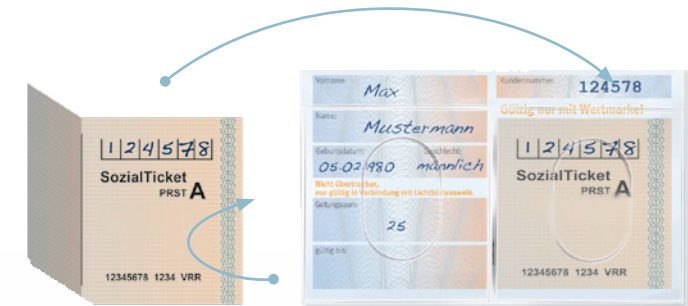 124578
SozialTicket
PRST A
12345678 1234 VRR
Vorname:
Max
Name:
Mustermann
Geburtsdatum: Geschlecht:
05.02.1980 männlich
Nicht übertragbar,
nur gültig in Verbindung mit Lichtbildausweis.
Geltungsraum:
25
gültig bis:
Kundennummer:
124578
Gültig nur mit Wertmarke!
124578
SozialTicket
PRST A
12345678 1234 VRR